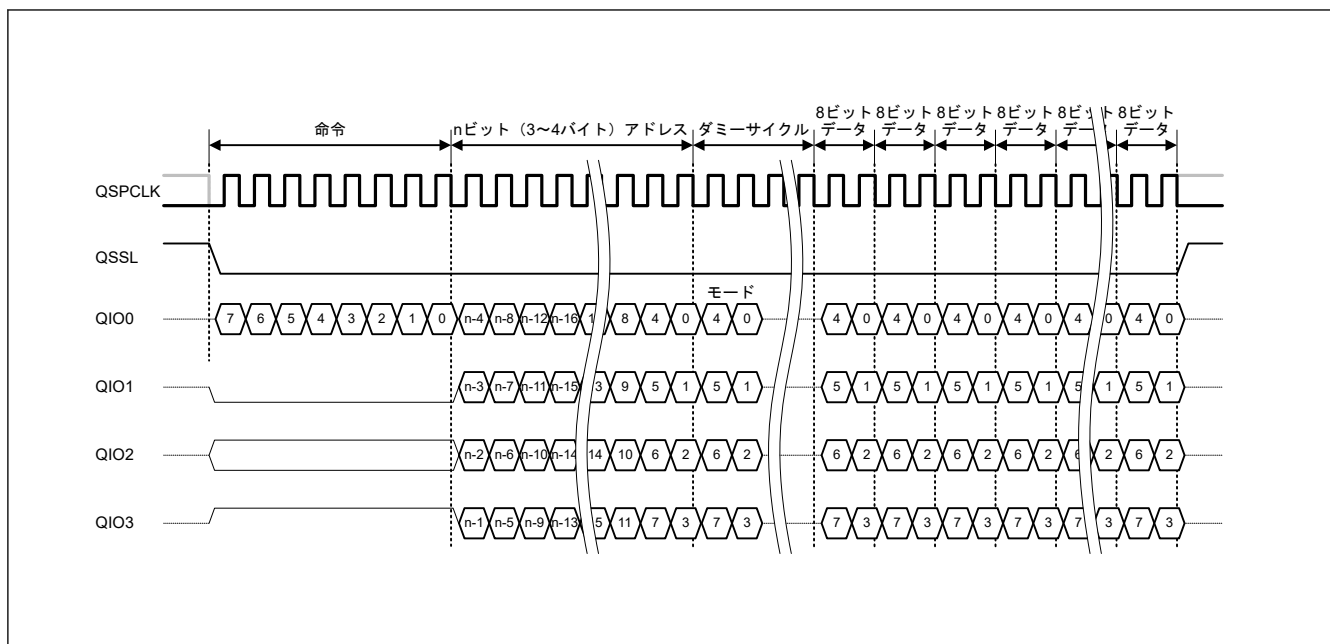 8ビット 8ビット 8ビット 8ビット 8ビット 8ビット
命令 nビット（3～4バイト）アドレス ダミーサイクル データ データ データ データ データ データ
QSPCLK
QSSL
モード
QIO0 7 6 5 4 3 2 1 0 n-4 n-8 n-12 n-16 8 4 0 4 0 4 0 4 0 4 0 4 0 4 0 4 0
QIO1 n-3 n-7 n-11 n-15 9 5 1 5 1 5 1 5 1 5 1 5 1 5 1 5 1
QIO2 n-2 n-6 n-10 n-14 14 10 6 2 6 2 6 2 6 2 6 2 6 2 6 2 6 2
QIO3 n-1 n-5 n-9 n-13 11 7 3 7 3 7 3 7 3 7 3 7 3 7 3 7 3